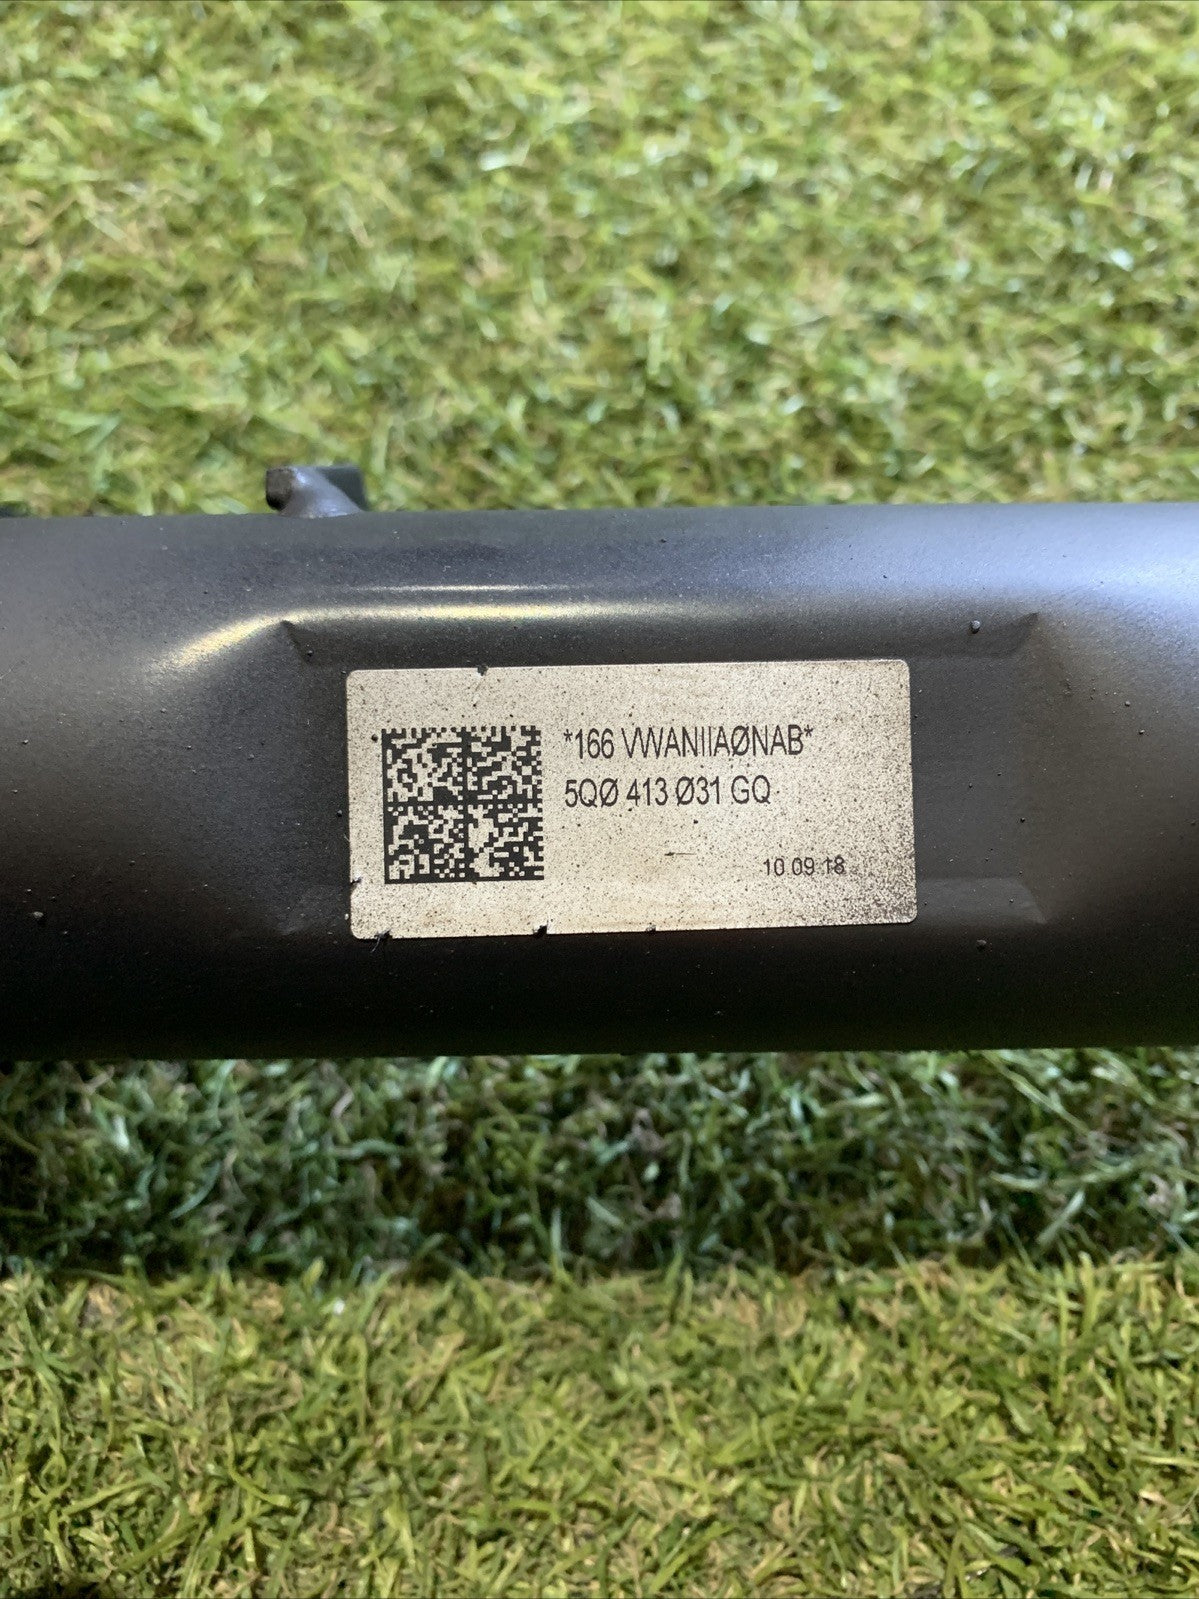 *166 VWANIIAØNAB*
5QØ 413 Ø31 GQ
10 09 18